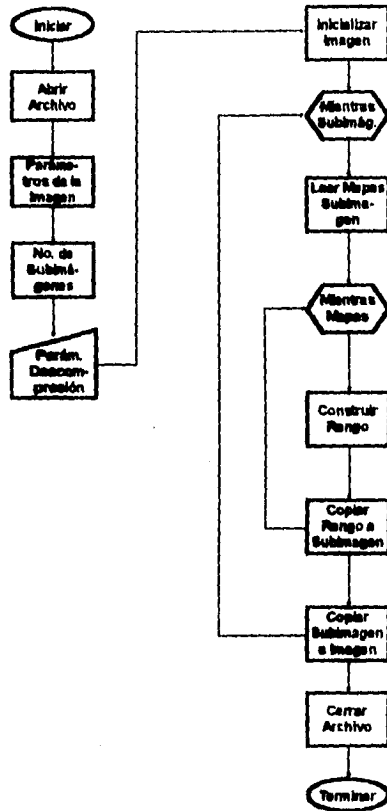 Iniciar
Abrir
Archivo
Paráme-
tros de la
Imagen
No. de
Subimá-
genes
Parám.
Descom-
presión
Inicializar
Imagen
Mientras
Subimág.
Leer Mapas
Subima-
gen
Mientras
Mapas
Construir
Rango
Copiar
Rango a
Subimagen
Copiar
Subimagen
a Imagen
Cerrar
Archivo
Terminar